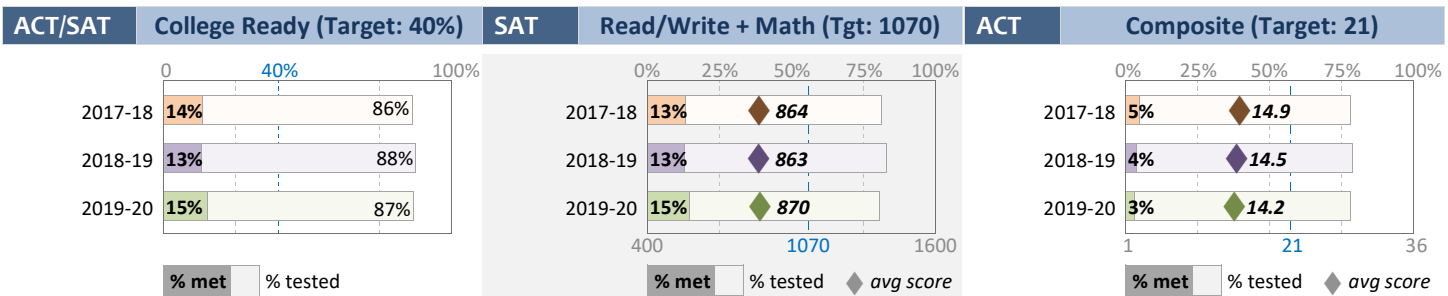 ACT/SAT College Ready (Target: 40%)
0 40% 100%
2017-18 14% 86%
2018-19 13% 88%
2019-20 15% 87%
% met % tested
SAT Read/Write + Math (Tgt: 1070)
0% 25% 50% 75% 100%
2017-18 13% 864
2018-19 13% 863
2019-20 15% 870
400 1070 1600
% met % tested avg score
ACT Composite (Target: 21)
0% 25% 50% 75% 100%
2017-18 5% 14.9
2018-19 4% 14.5
2019-20 3% 14.2
1 21 36
% met % tested avg score